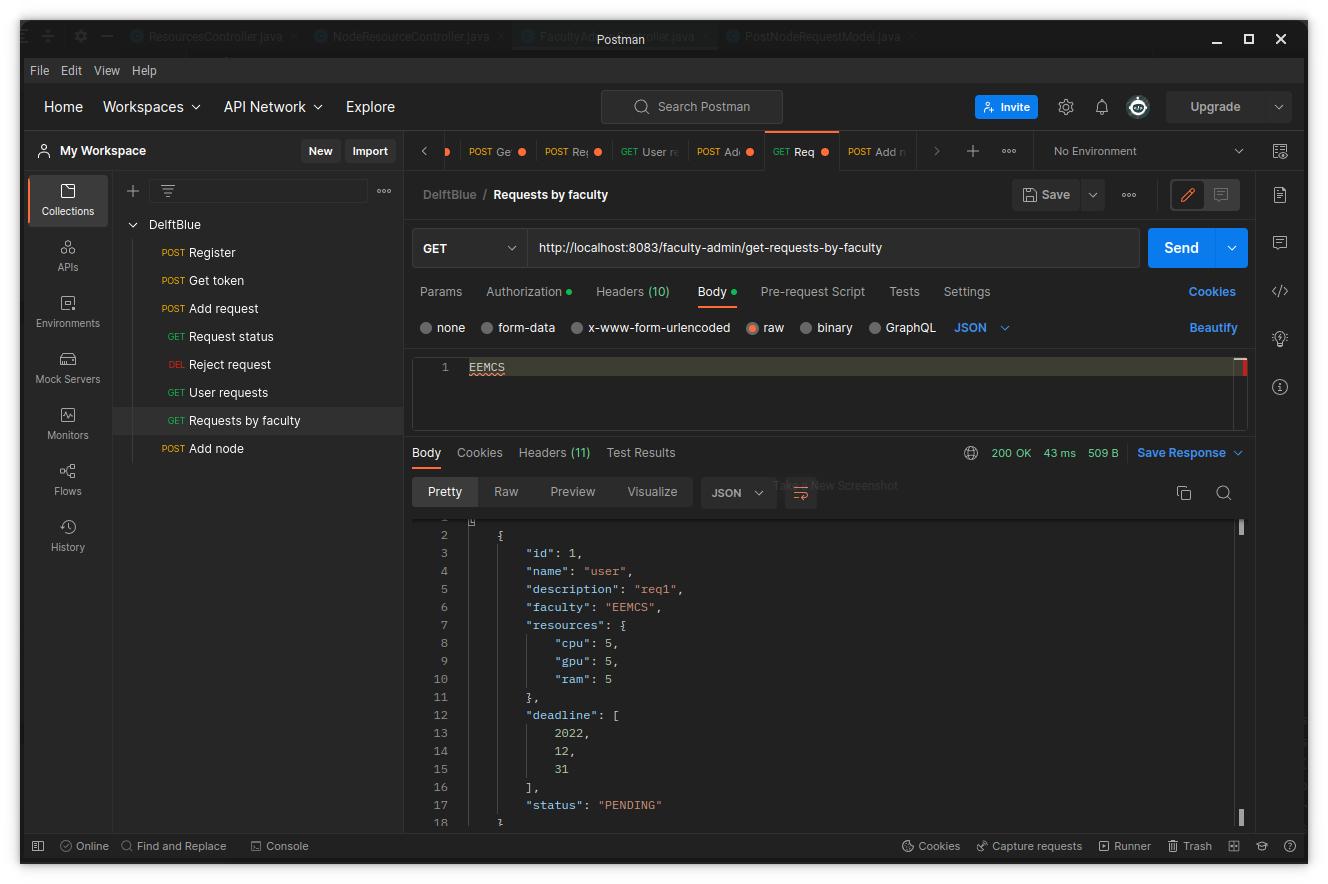 ResourcesController.java NodeResourceController.java PostNodeRequestModel.java
Postman
File Edit View Help
Home Workspaces API Network Explore Search Postman Invite Upgrade
My Workspace New Import POST Ge POST Re GET User re POST Ad GET Req POST Add n No Environment
Collections
APIs
Environments
Mock Servers
Monitors
Flows
History
DelftBlue
POST Register
POST Get token
POST Add request
GET Request status
DEL Reject request
GET User requests
GET Requests by faculty
POST Add node
DelftBlue / Requests by faculty Save
GET http://localhost:8083/faculty-admin/get-requests-by-faculty Send
Params Authorization Headers (10) Body Pre-request Script Tests Settings Cookies
none form-data x-www-form-urlencoded raw binary GraphQL JSON Beautify
1 EEMCS
Body Cookies Headers (11) Test Results 200 OK 43 ms 509 B Save Response
Pretty Raw Preview Visualize JSON
Take a New Screenshot
1 [
2 {
3 "id": 1,
4 "name": "user",
5 "description": "req1",
6 "faculty": "EEMCS",
7 "resources": {
8 "cpu": 5,
9 "gpu": 5,
10 "ram": 5
11 },
12 "deadline": [
13 2022,
14 12,
15 31
16 ],
17 "status": "PENDING"
18 }
Online Find and Replace Console Cookies Capture requests Runner Trash